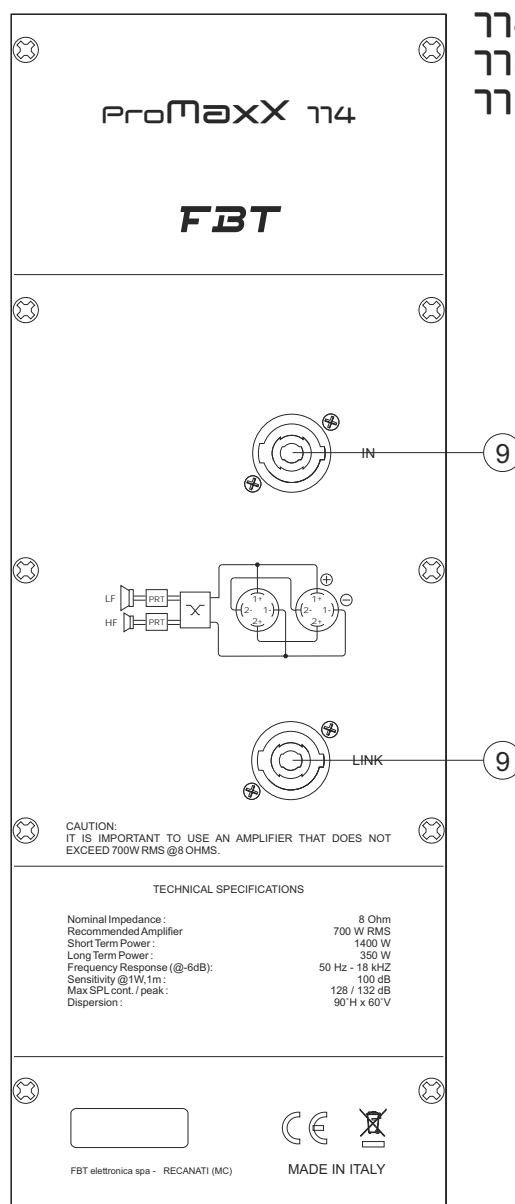 ProMaxX 114
FBT
IN
9
LF PRT
HF PRT
1+ 1+
2- 1- 2- 1-
2+ 2+
LINK
9
CAUTION:
IT IS IMPORTANT TO USE AN AMPLIFIER THAT DOES NOT
EXCEED 700W RMS @8 OHMS.
TECHNICAL SPECIFICATIONS
Nominal Impedance : 8 Ohm
Recommended Amplifier 700 W RMS
Short Term Power : 1400 W
Long Term Power : 350 W
Frequency Response (@-6dB): 50 Hz - 18 kHZ
Sensitivity @1W,1m : 100 dB
Max SPL cont. / peak : 128 / 132 dB
Dispersion : 90°H x 60°V
CE
FBT elettronica spa - RECANATI (MC) MADE IN ITALY